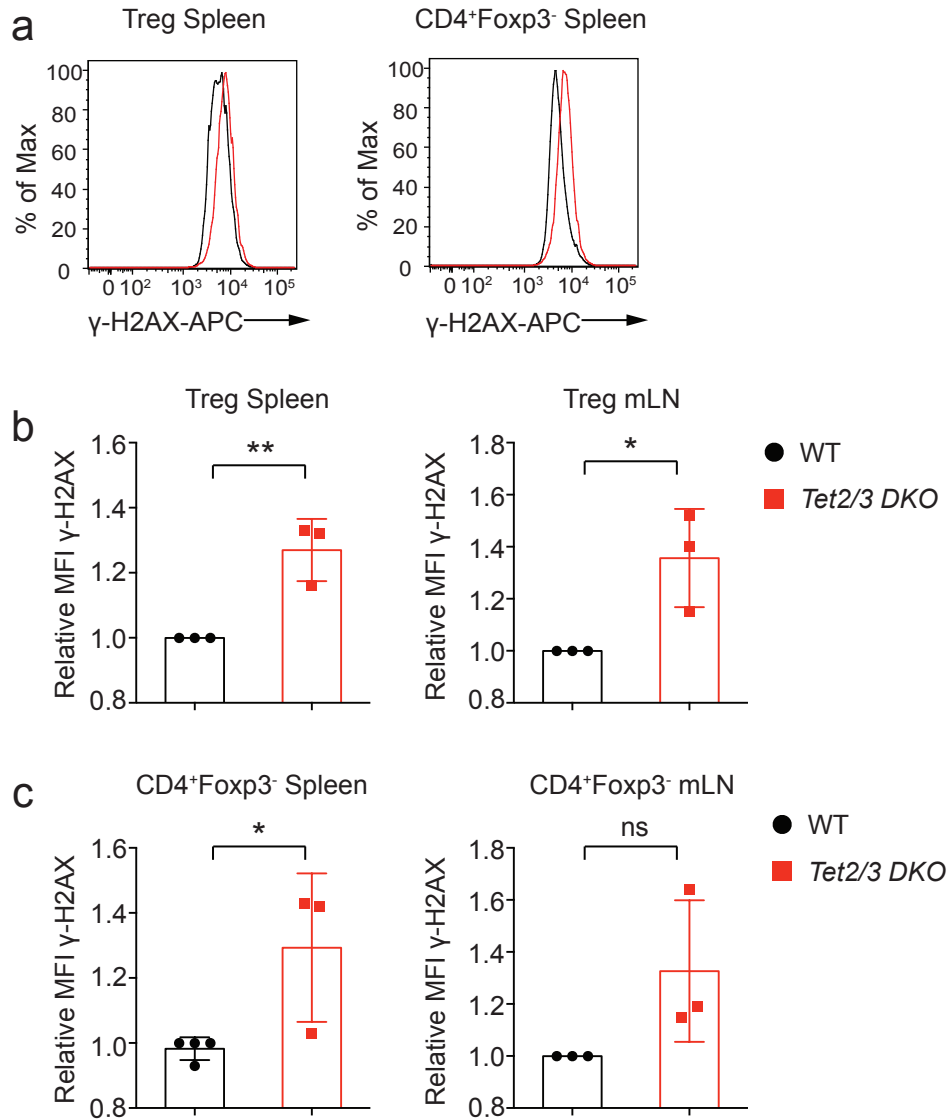 a
Treg Spleen
CD4⁺Foxp3⁻ Spleen
% of Max
100
80
60
40
20
0
0 10² 10³ 10⁴ 10⁵
γ-H2AX-APC
% of Max
100
80
60
40
20
0
0 10² 10³ 10⁴ 10⁵
γ-H2AX-APC
b
Treg Spleen
Relative MFI γ-H2AX
1.6
1.4
1.2
1.0
0.8
**
Treg mLN
Relative MFI γ-H2AX
1.8
1.6
1.4
1.2
1.0
0.8
*
WT
Tet2/3 DKO
c
CD4⁺Foxp3⁻ Spleen
Relative MFI γ-H2AX
1.6
1.4
1.2
1.0
0.8
*
CD4⁺Foxp3⁻ mLN
Relative MFI γ-H2AX
1.8
1.6
1.4
1.2
1.0
0.8
ns
WT
Tet2/3 DKO